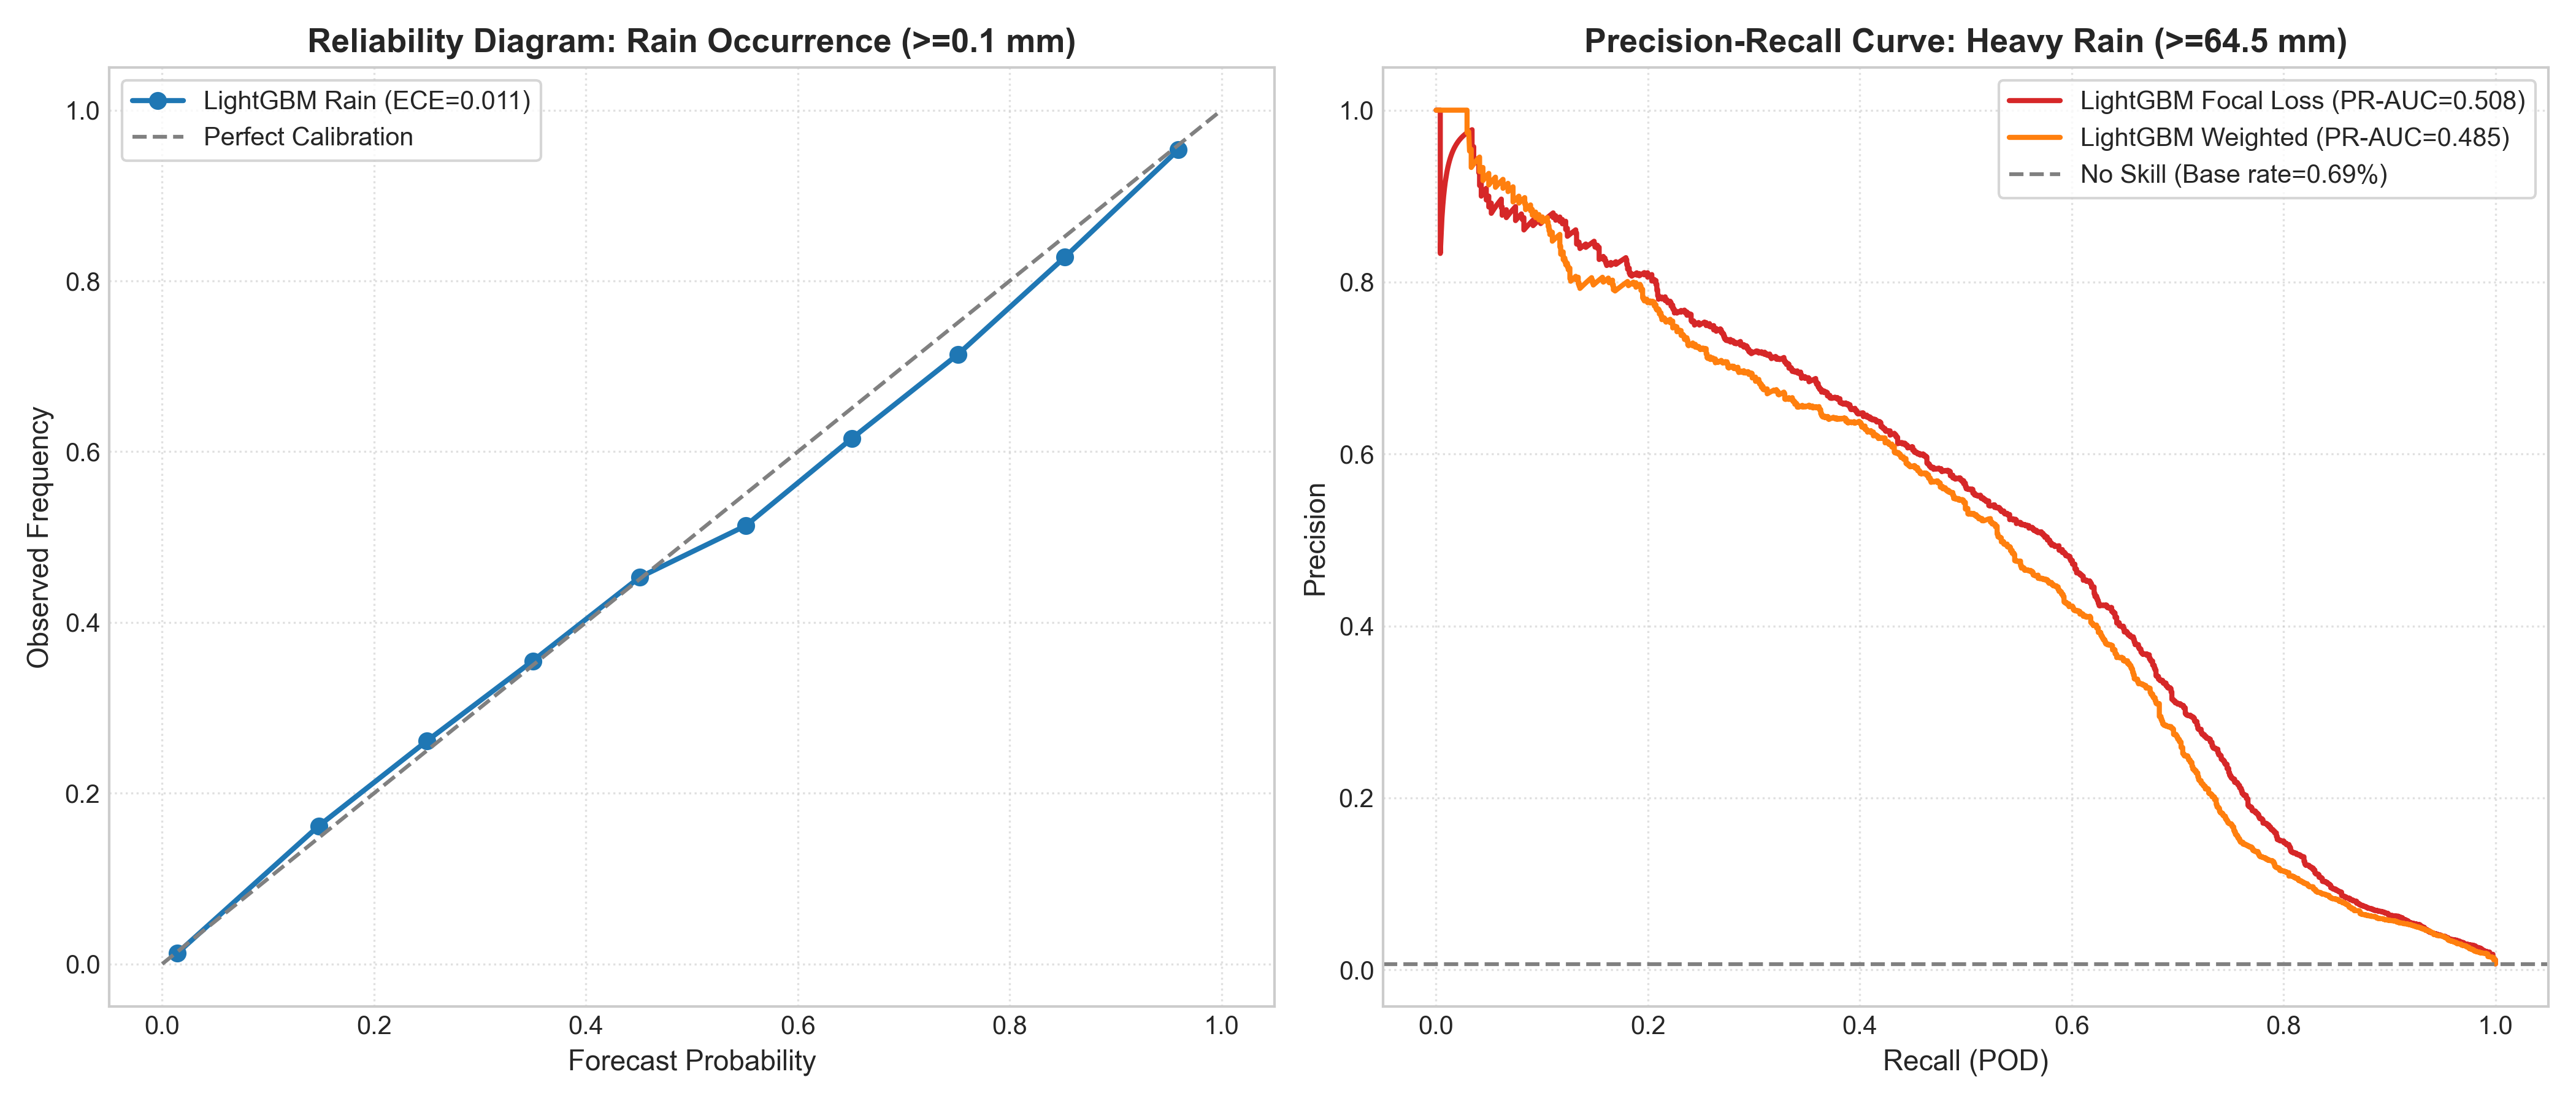 Reliability Diagram: Rain Occurrence (>=0.1 mm)
LightGBM Rain (ECE=0.011)
Perfect Calibration
1.0
0.8
0.6
0.4
0.2
0.0
Observed Frequency
0.0 0.2 0.4 0.6 0.8 1.0
Forecast Probability
Precision-Recall Curve: Heavy Rain (>=64.5 mm)
LightGBM Focal Loss (PR-AUC=0.508)
LightGBM Weighted (PR-AUC=0.485)
No Skill (Base rate=0.69%)
1.0
0.8
0.6
0.4
0.2
0.0
Precision
0.0 0.2 0.4 0.6 0.8 1.0
Recall (POD)